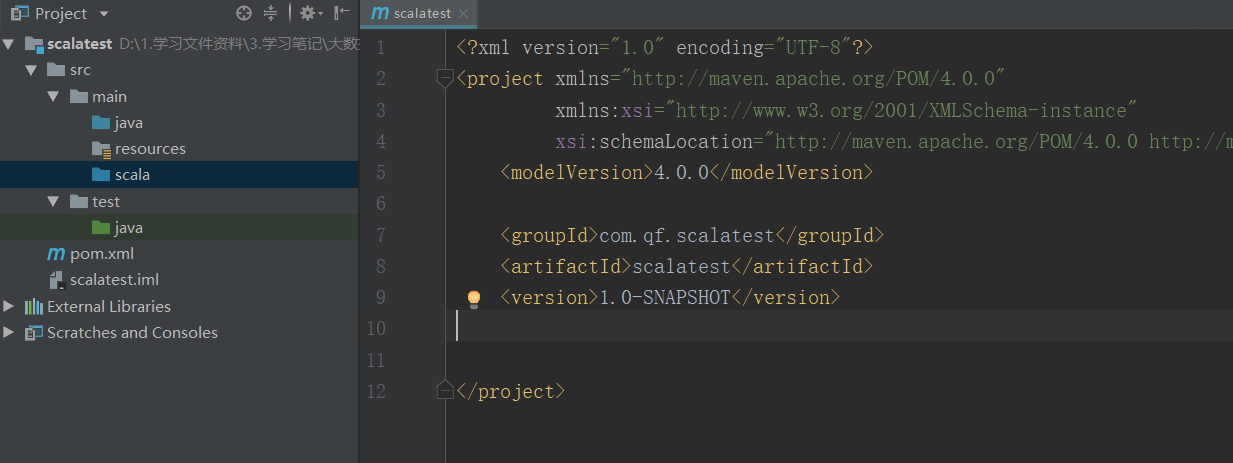 Project
scalatest D:\1.学习文件资料\3.学习笔记\大数
src
main
java
resources
scala
test
java
pom.xml
scalatest.iml
External Libraries
Scratches and Consoles
scalatest
1 <?xml version="1.0" encoding="UTF-8"?>
2 <project xmlns="http://maven.apache.org/POM/4.0.0"
3 xmlns:xsi="http://www.w3.org/2001/XMLSchema-instance"
4 xsi:schemaLocation="http://maven.apache.org/POM/4.0.0 http://m
5 <modelVersion>4.0.0</modelVersion>
6
7 <groupId>com.qf.scalatest</groupId>
8 <artifactId>scalatest</artifactId>
9 <version>1.0-SNAPSHOT</version>
10
11
12 </project>